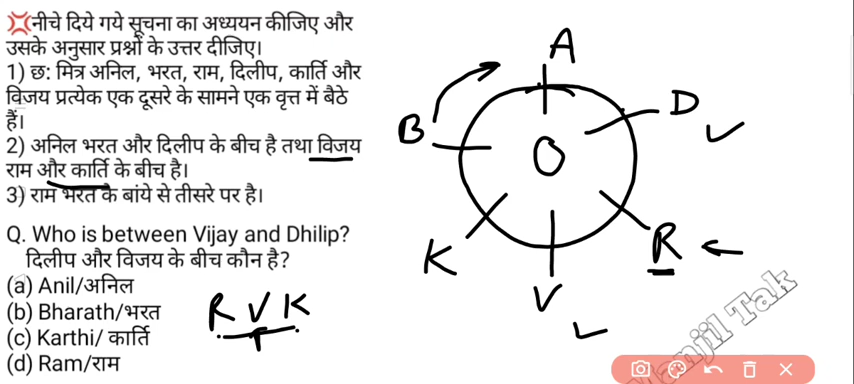 नीचे दिये गये सूचना का अध्ययन कीजिए और
उसके अनुसार प्रश्नों के उत्तर दीजिए।
1) छ: मित्र अनिल, भरत, राम, दिलीप, कार्ति और
विजय प्रत्येक एक दूसरे के सामने एक वृत्त में बैठे
हैं।
2) अनिल भरत और दिलीप के बीच है तथा विजय
राम और कार्ति के बीच है।
3) राम भरत के बांये से तीसरे पर है।
Q. Who is between Vijay and Dhilip?
दिलीप और विजय के बीच कौन है?
(a) Anil/अनिल
(b) Bharath/भरत
(c) Karthi/ कार्ति
(d) Ram/राम
R V K
A
B
D
K
R
V
Manjil Tak